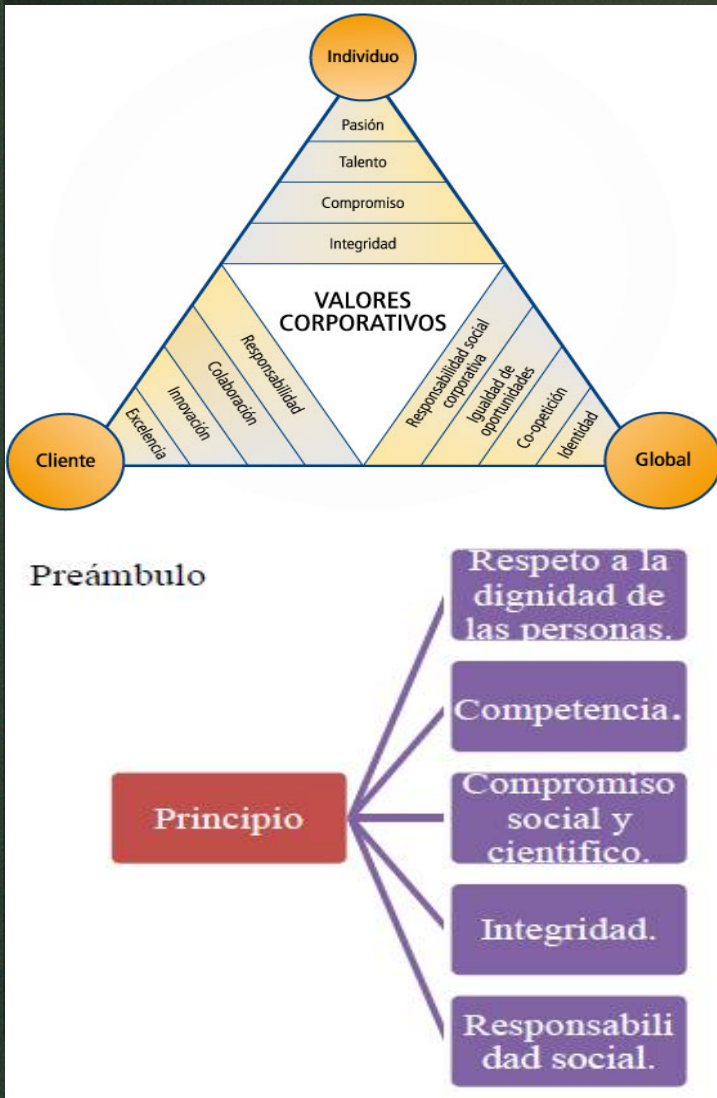 Individuo
Pasión
Talento
Compromiso
Integridad
VALORES
CORPORATIVOS
Responsabilidad
Colaboración
Innovación
Excelencia
Responsabilidad social
corporativa
Igualdad de
oportunidades
Co-opetición
Identidad
Cliente
Global
Preámbulo
Principio
Respeto a la
dignidad de
las personas.
Competencia.
Compromiso
social y
cientifico.
Integridad.
Responsabili
dad social.